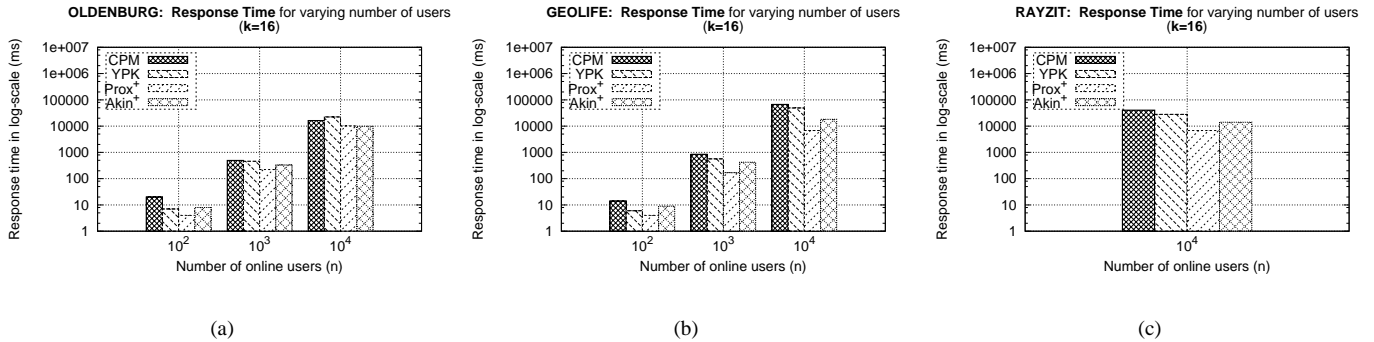 OLDENBURG: Response Time for varying number of users
(k=16)
Response time in log-scale (ms)
1e+007
1e+006
100000
10000
1000
100
10
1
CPM
YPK
Prox+
Akin+
10^2
10^3
10^4
Number of online users (n)
(a)
GEOLIFE: Response Time for varying number of users
(k=16)
Response time in log-scale (ms)
1e+007
1e+006
100000
10000
1000
100
10
1
CPM
YPK
Prox+
Akin+
10^2
10^3
10^4
Number of online users (n)
(b)
RAYZIT: Response Time for varying number of users
(k=16)
Response time in log-scale (ms)
1e+007
1e+006
100000
10000
1000
100
10
1
CPM
YPK
Prox+
Akin+
10^4
Number of online users (n)
(c)